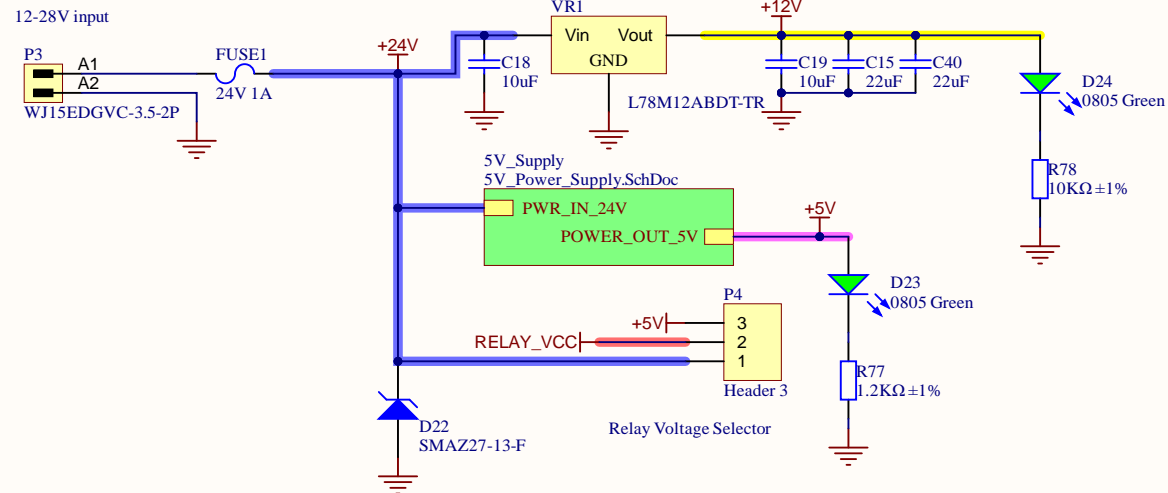 12-28V input
P3
A1
A2
WJ15EDGVC-3.5-2P
FUSE1
24V 1A
+24V
C18
10uF
VR1
Vin Vout
GND
L78M12ABDT-TR
+12V
C19
10uF
C15
22uF
C40
22uF
D24
0805 Green
R78
10KΩ ±1%
5V_Supply
5V_Power_Supply.SchDoc
PWR_IN_24V
POWER_OUT_5V
+5V
D23
0805 Green
R77
1.2KΩ ±1%
P4
+5V
3
RELAY_VCC
2
1
Header 3
Relay Voltage Selector
D22
SMAZ27-13-F